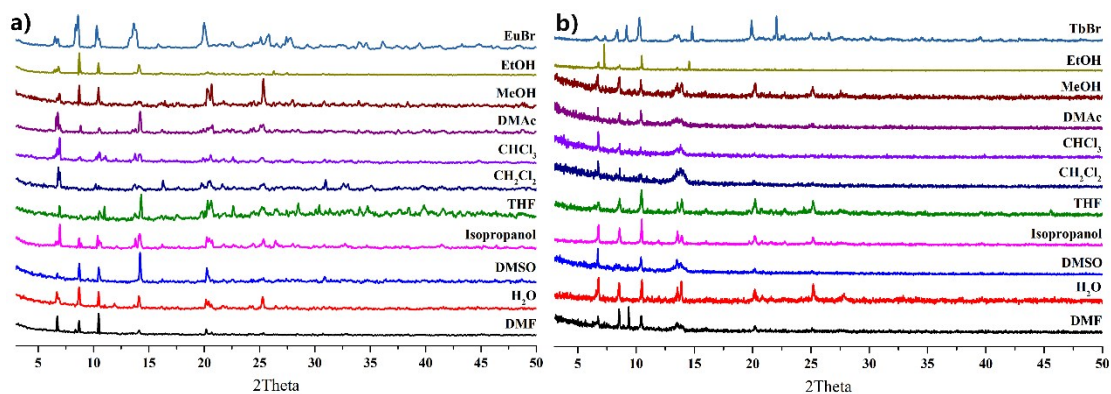 a)
EuBr
EtOH
MeOH
DMAc
CHCl3
CH2Cl2
THF
Isopropanol
DMSO
H2O
DMF
5 10 15 20 25 30 35 40 45 50
2Theta
b)
TbBr
EtOH
MeOH
DMAc
CHCl3
CH2Cl2
THF
Isopropanol
DMSO
H2O
DMF
5 10 15 20 25 30 35 40 45 50
2Theta